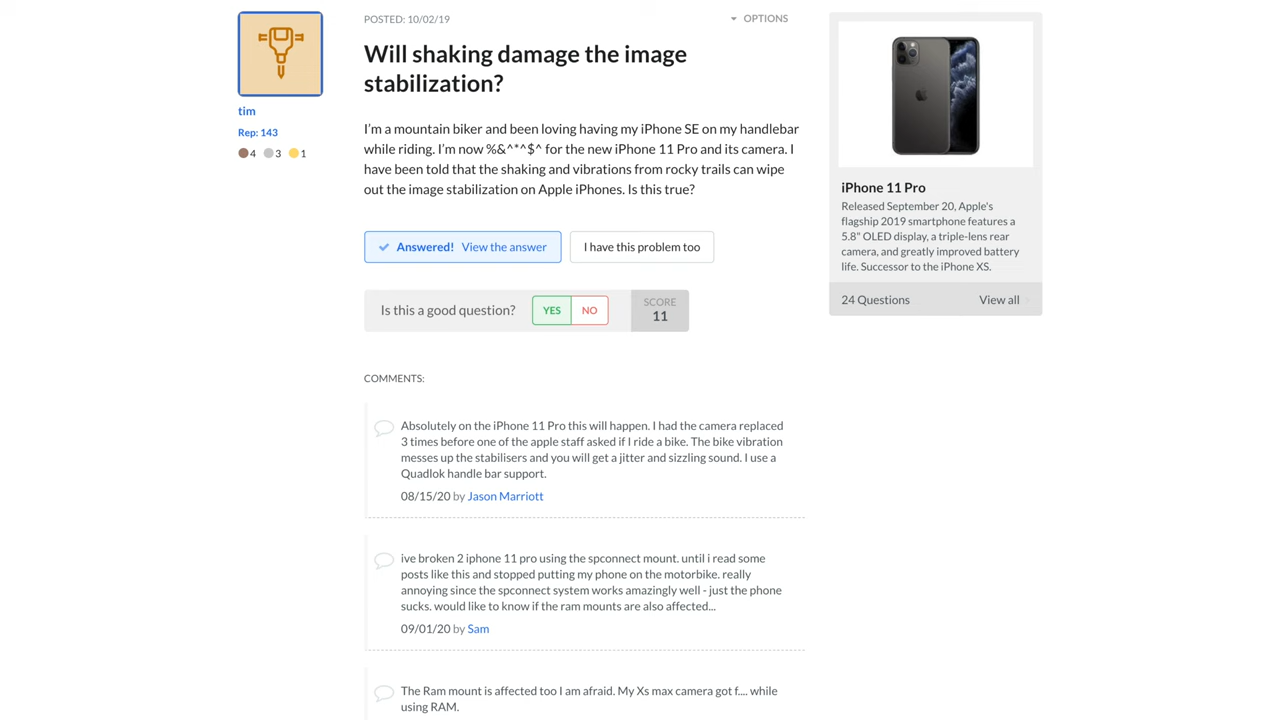 POSTED: 10/02/19
OPTIONS
Will shaking damage the image
stabilization?
tim
Rep: 143
4 3 1
I'm a mountain biker and been loving having my iPhone SE on my handlebar
while riding. I'm now %&^*^$^ for the new iPhone 11 Pro and its camera. I
have been told that the shaking and vibrations from rocky trails can wipe
out the image stabilization on Apple iPhones. Is this true?
Answered! View the answer
I have this problem too
Is this a good question?
YES
NO
SCORE
11
COMMENTS:
Absolutely on the iPhone 11 Pro this will happen. I had the camera replaced
3 times before one of the apple staff asked if I ride a bike. The bike vibration
messes up the stabilisers and you will get a jitter and sizzling sound. I use a
Quadlok handle bar support.
08/15/20 by Jason Marriott
ive broken 2 iphone 11 pro using the spconnect mount. until i read some
posts like this and stopped putting my phone on the motorbike. really
annoying since the spconnect system works amazingly well - just the phone
sucks. would like to know if the ram mounts are also affected...
09/01/20 by Sam
The Ram mount is affected too I am afraid. My Xs max camera got f.... while
using RAM.
iPhone 11 Pro
Released September 20, Apple's
flagship 2019 smartphone features a
5.8" OLED display, a triple-lens rear
camera, and greatly improved battery
life. Successor to the iPhone XS.
24 Questions
View all